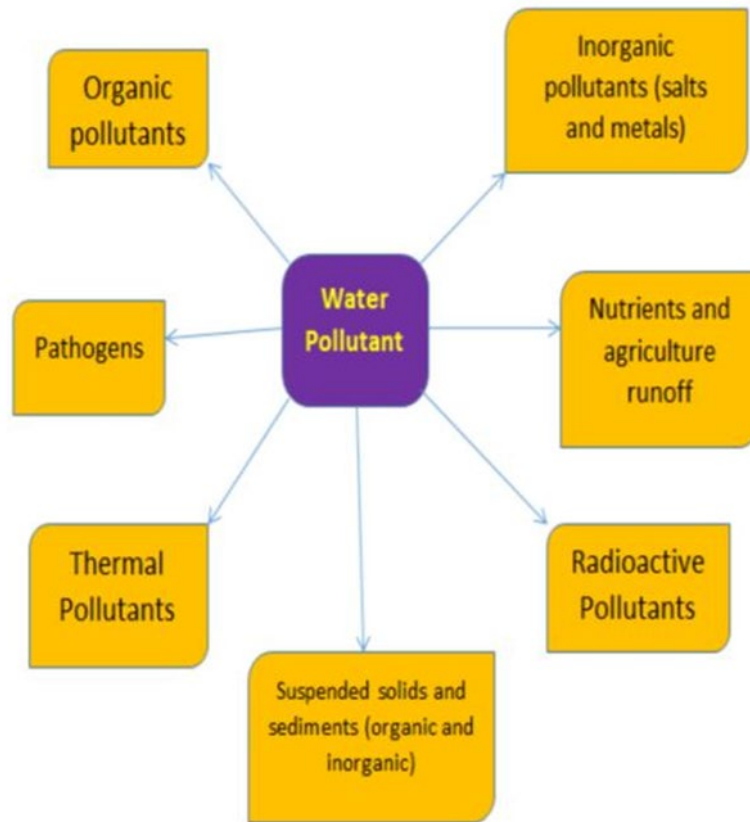 Organic
pollutants
Inorganic
pollutants (salts
and metals)
Water
Pollutant
Pathogens
Nutrients and
agriculture
runoff
Thermal
Pollutants
Radioactive
Pollutants
Suspended solids and
sediments (organic and
inorganic)